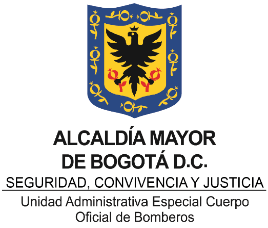 ALCALDÍA MAYOR
DE BOGOTÁ D.C.
SEGURIDAD, CONVIVENCIA Y JUSTICIA
Unidad Administrativa Especial Cuerpo
Oficial de Bomberos